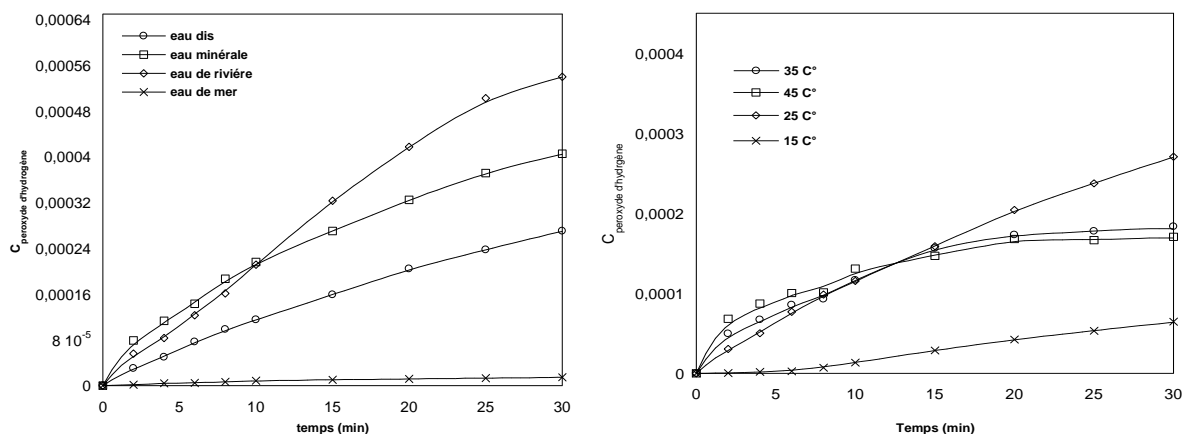 0,00064
0,00056
0,00048
0,0004
0,00032
0,00024
0,00016
8 10-5
0
C peroxyde d'hydrogène
eau dis
eau minérale
eau de riviére
eau de mer
0 5 10 15 20 25 30
temps (min)
0,0004
0,0003
0,0002
0,0001
0
C peroxyde d'hydrgène
35 C°
45 C°
25 C°
15 C°
0 5 10 15 20 25 30
Temps (min)